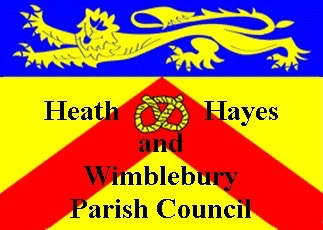 Heath Hayes
and
Wimblebury
Parish Council